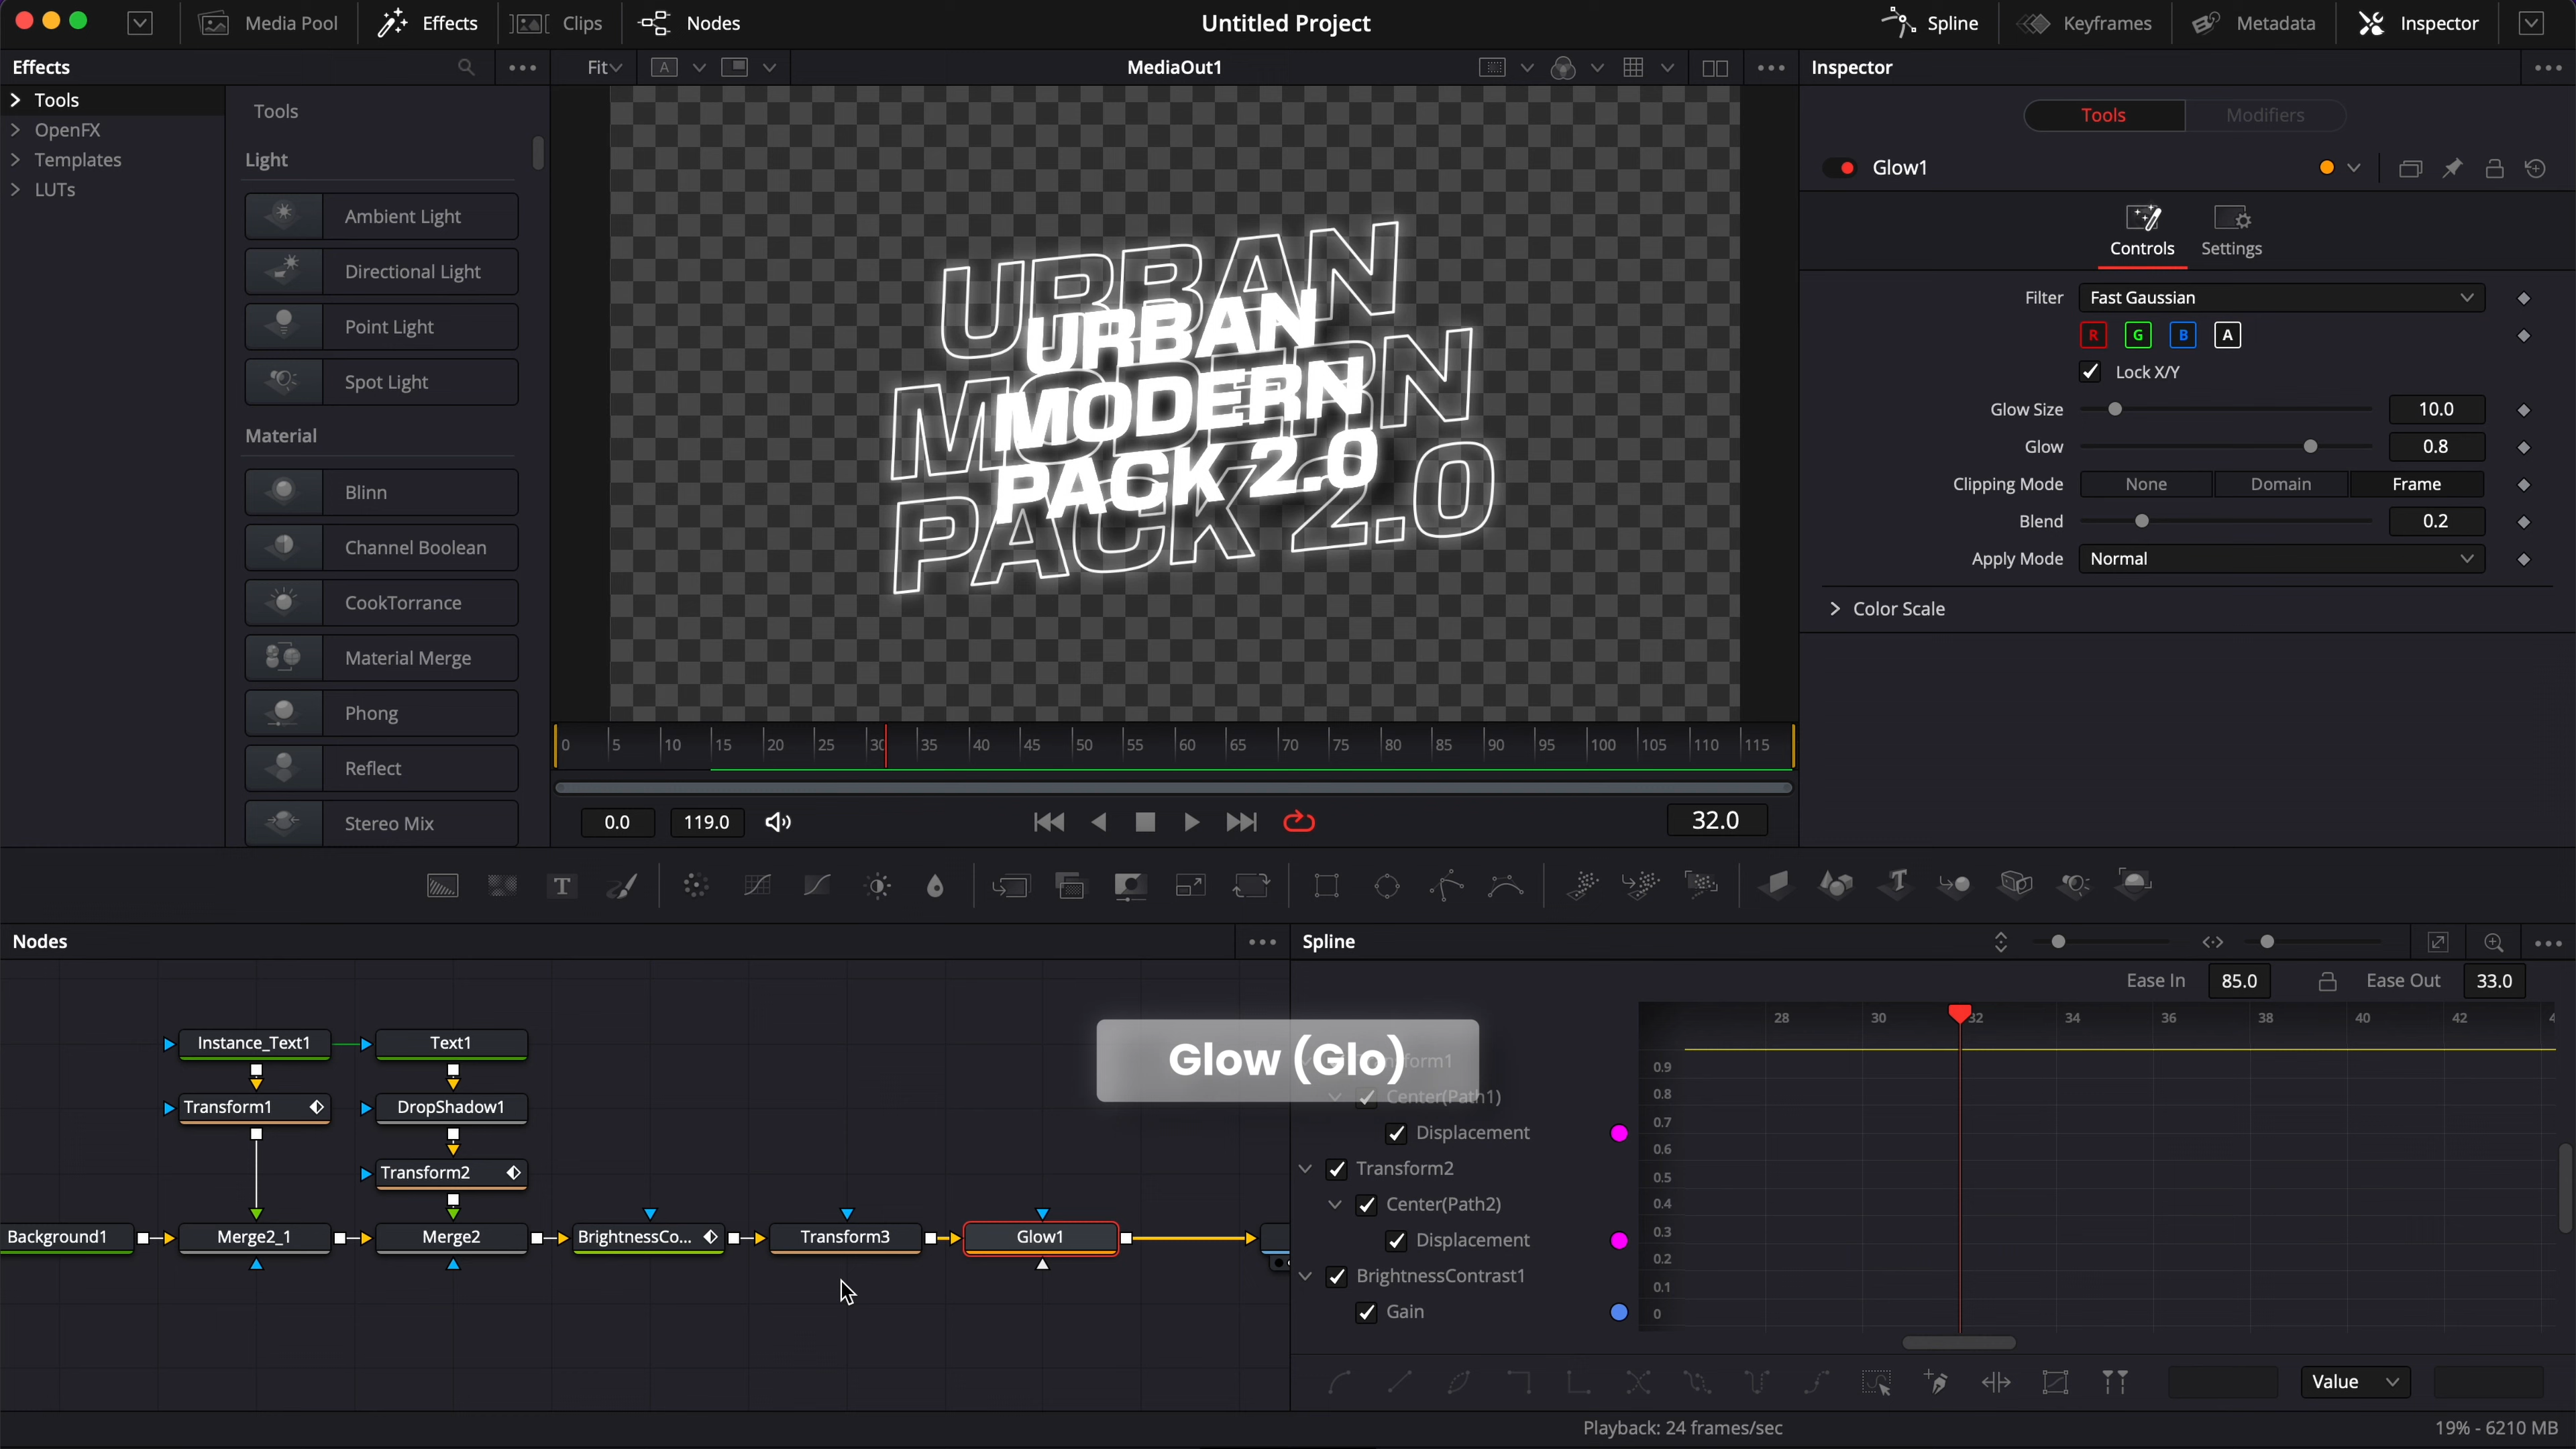 Media Pool
Effects
Clips
Nodes
Untitled Project
Spline
Keyframes
Metadata
Inspector
Effects
Fit
A
MediaOut1
Inspector
Tools
OpenFX
Templates
LUTs
Tools
Light
Ambient Light
Directional Light
Point Light
Spot Light
Material
Blinn
Channel Boolean
CookTorrance
Material Merge
Phong
Reflect
Stereo Mix
URBAN
MODERN
PACK 2.0
URBAN
MODERN
PACK 2.0
0 5 10 15 20 25 30 35 40 45 50 55 60 65 70 75 80 85 90 95 100 105 110 115
0.0
119.0
32.0
Tools
Modifiers
Glow1
Controls
Settings
Filter
Fast Gaussian
R G B A
Lock X/Y
Glow Size
10.0
Glow
0.8
Clipping Mode
None
Domain
Frame
Blend
0.2
Apply Mode
Normal
Color Scale
T
T
Nodes
Instance_Text1
Text1
Transform1
DropShadow1
Transform2
Background1
Merge2_1
Merge2
BrightnessCo...
Transform3
Glow1
Glow (Glo)
Spline
Ease In
85.0
Ease Out
33.0
28 30 32 34 36 38 40 42 4
Center(Path1)
Displacement
Transform2
Center(Path2)
Displacement
BrightnessContrast1
Gain
0.9
0.8
0.7
0.6
0.5
0.4
0.3
0.2
0.1
0
Value
Playback: 24 frames/sec
19% - 6210 MB